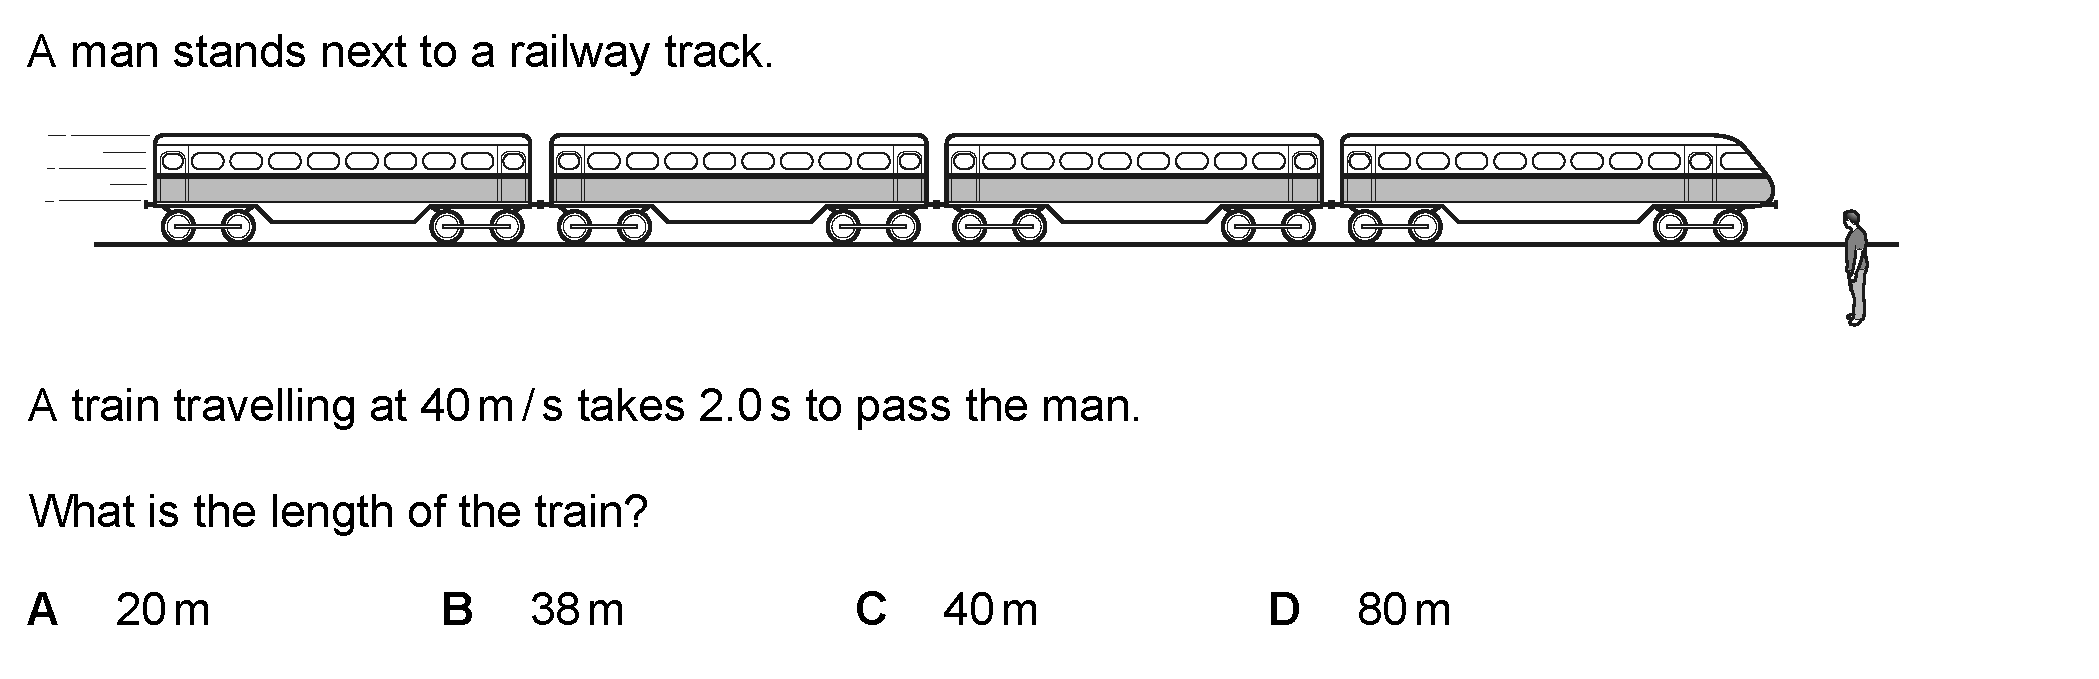 A man stands next to a railway track.
A train travelling at 40 m / s takes 2.0 s to pass the man.
What is the length of the train?
A 20 m B 38 m C 40 m D 80 m